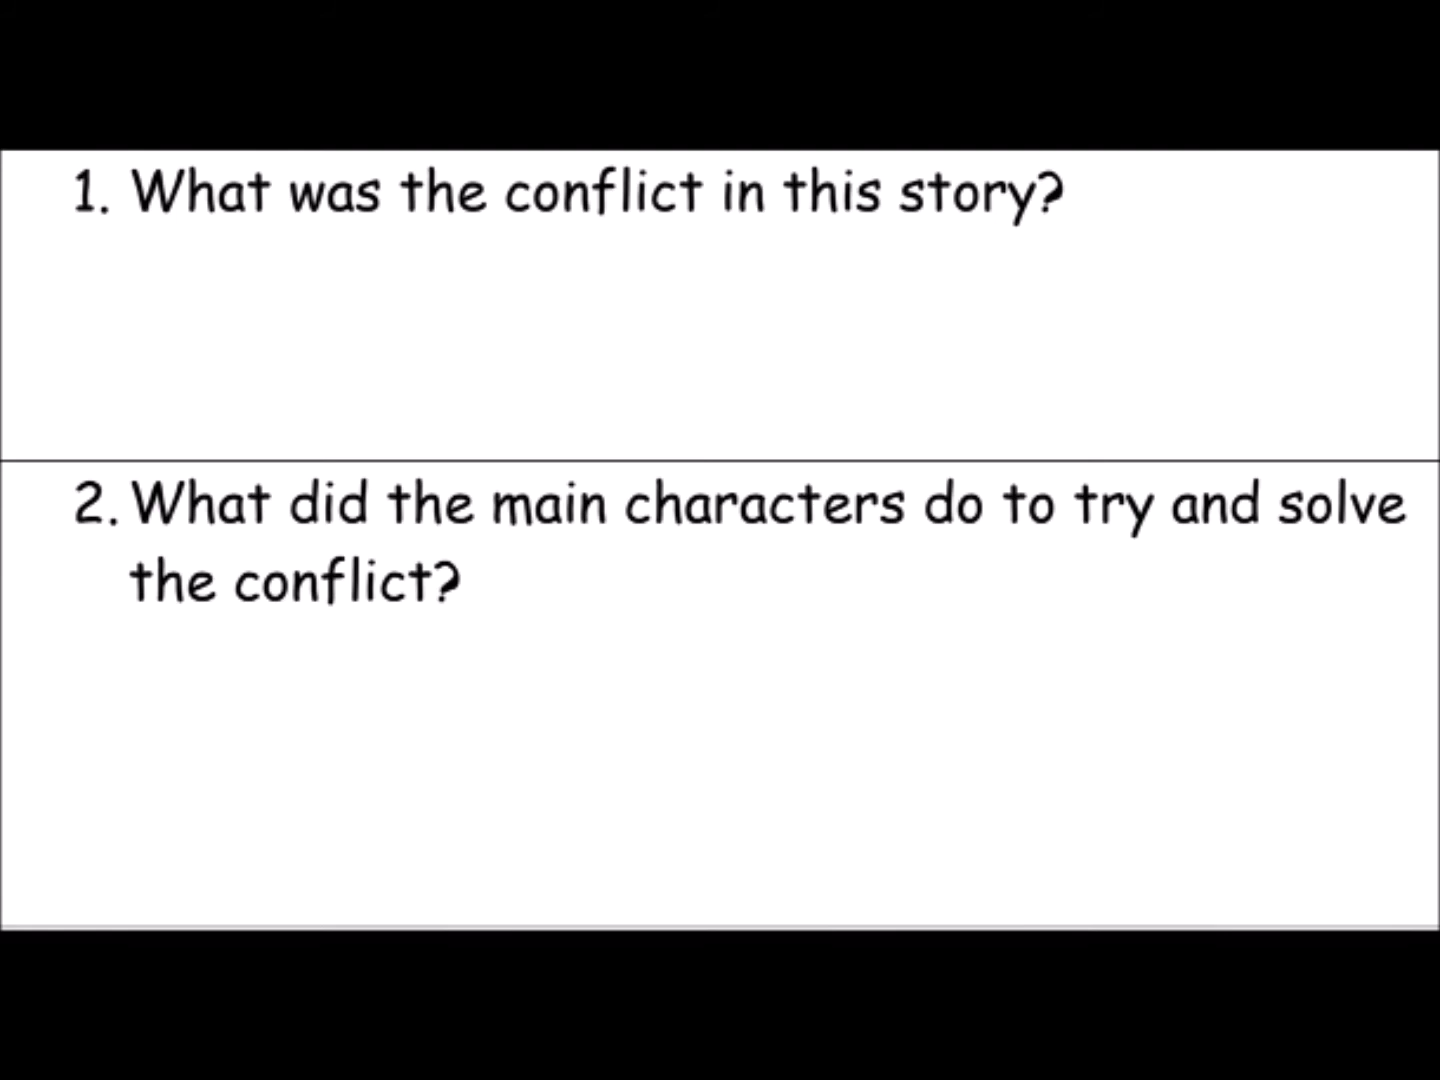 1. What was the conflict in this story?
2. What did the main characters do to try and solve
the conflict?